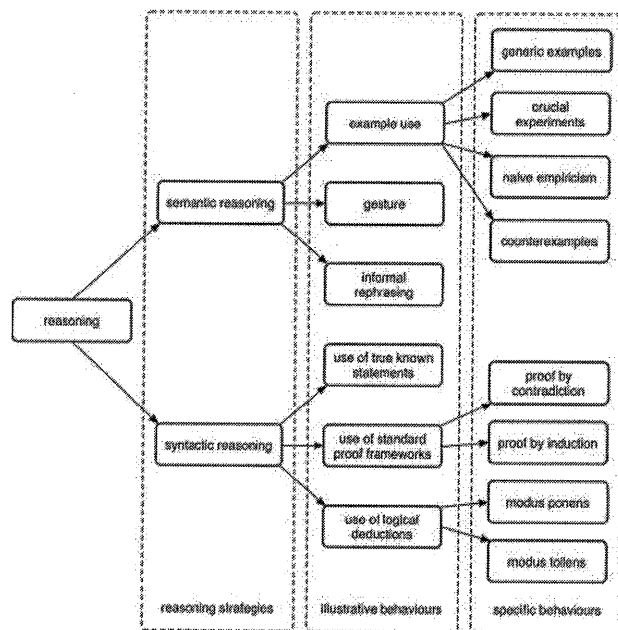 generic examples
crucial
experiments
example use
naïve empiricism
semantic reasoning
gesture
counterexamples
informal
rephrasing
reasoning
use of true known
statements
proof by
contradiction
syntactic reasoning
use of standard
proof frameworks
proof by induction
modus ponens
use of logical
deductions
modus tollens
reasoning strategies
illustrative behaviours
specific behaviours